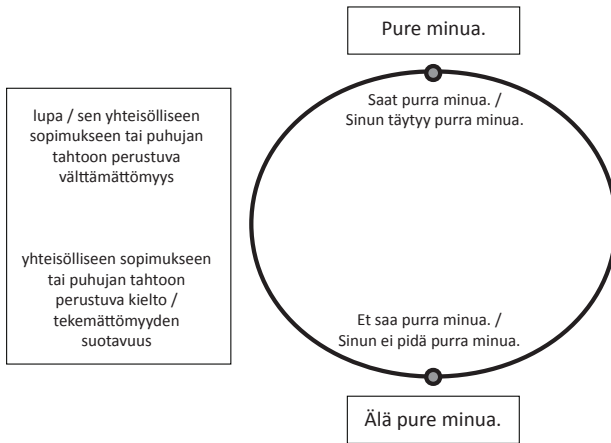 Pure minua.
Saat purra minua. /
Sinun täytyy purra minua.
lupa / sen yhteisölliseen
sopimukseen tai puhujan
tahtoon perustuva
välttämättömyys
yhteisölliseen sopimukseen
tai puhujan tahtoon
perustuva kielto /
tekemättömyyden
suotavuus
Et saa purra minua. /
Sinun ei pidä purra minua.
Älä pure minua.